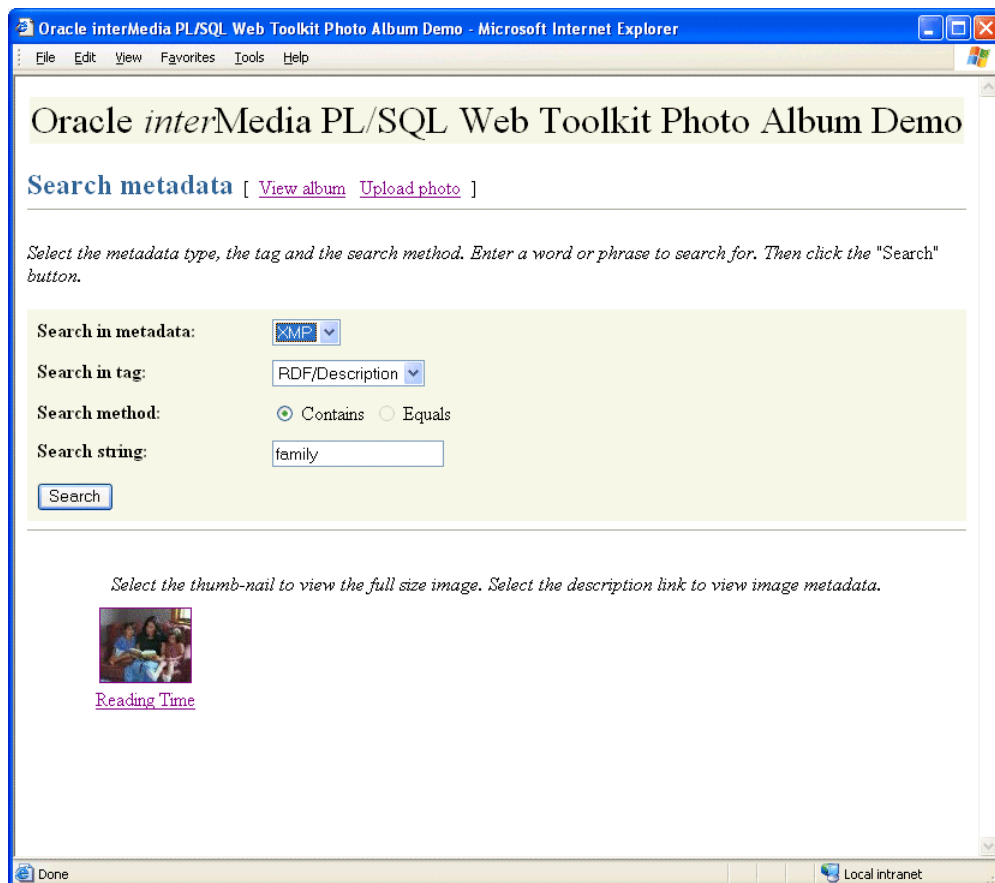 Oracle interMedia PL/SQL Web Toolkit Photo Album Demo - Microsoft Internet Explorer
File Edit View Favorites Tools Help
Oracle interMedia PL/SQL Web Toolkit Photo Album Demo
Search metadata [ View album Upload photo ]
Select the metadata type, the tag and the search method. Enter a word or phrase to search for. Then click the "Search"
button.
Search in metadata: XMP
Search in tag: RDF/Description
Search method: Contains Equals
Search string: family
Search
Select the thumb-nail to view the full size image. Select the description link to view image metadata.
Reading Time
Done Local intranet